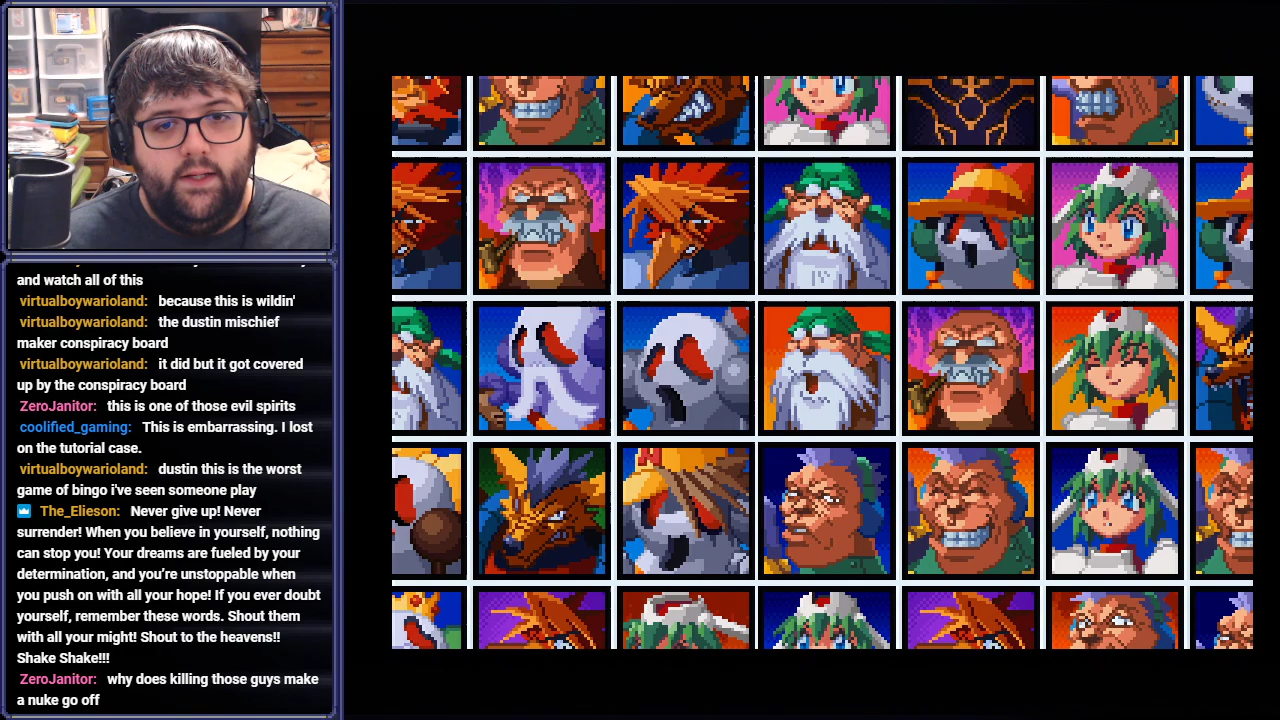 and watch all of this
virtualboywarioland: because this is wildin'
virtualboywarioland: the dustin mischief
maker conspiracy board
virtualboywarioland: it did but it got covered
up by the conspiracy board
ZeroJanitor: this is one of those evil spirits
coolified_gaming: This is embarrassing. I lost
on the tutorial case.
virtualboywarioland: dustin this is the worst
game of bingo i've seen someone play
The_Elieson: Never give up! Never
surrender! When you believe in yourself, nothing
can stop you! Your dreams are fueled by your
determination, and you’re unstoppable when
you push on with all your hope! If you ever doubt
yourself, remember these words. Shout them
with all your might! Shout to the heavens!!
Shake Shake!!!
ZeroJanitor: why does killing those guys make
a nuke go off